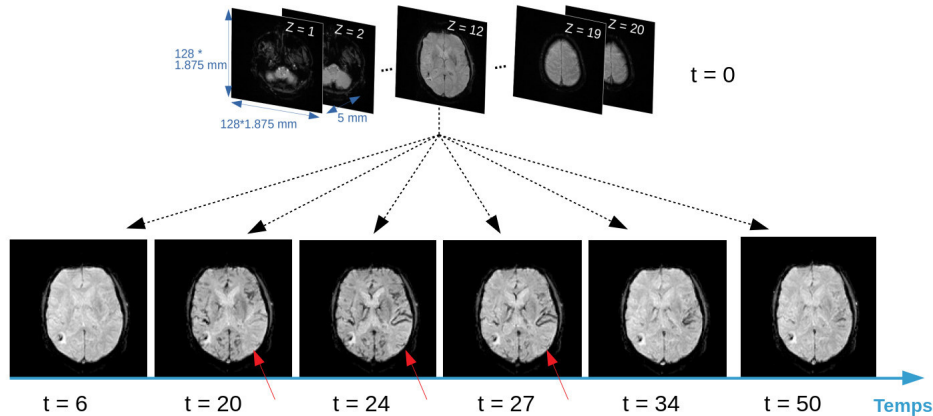 Z = 1
Z = 2
Z = 12
Z = 19
Z = 20
128 *
1.875 mm
...
...
t = 0
5 mm
128*1.875 mm
t = 6
t = 20
t = 24
t = 27
t = 34
t = 50
Temps